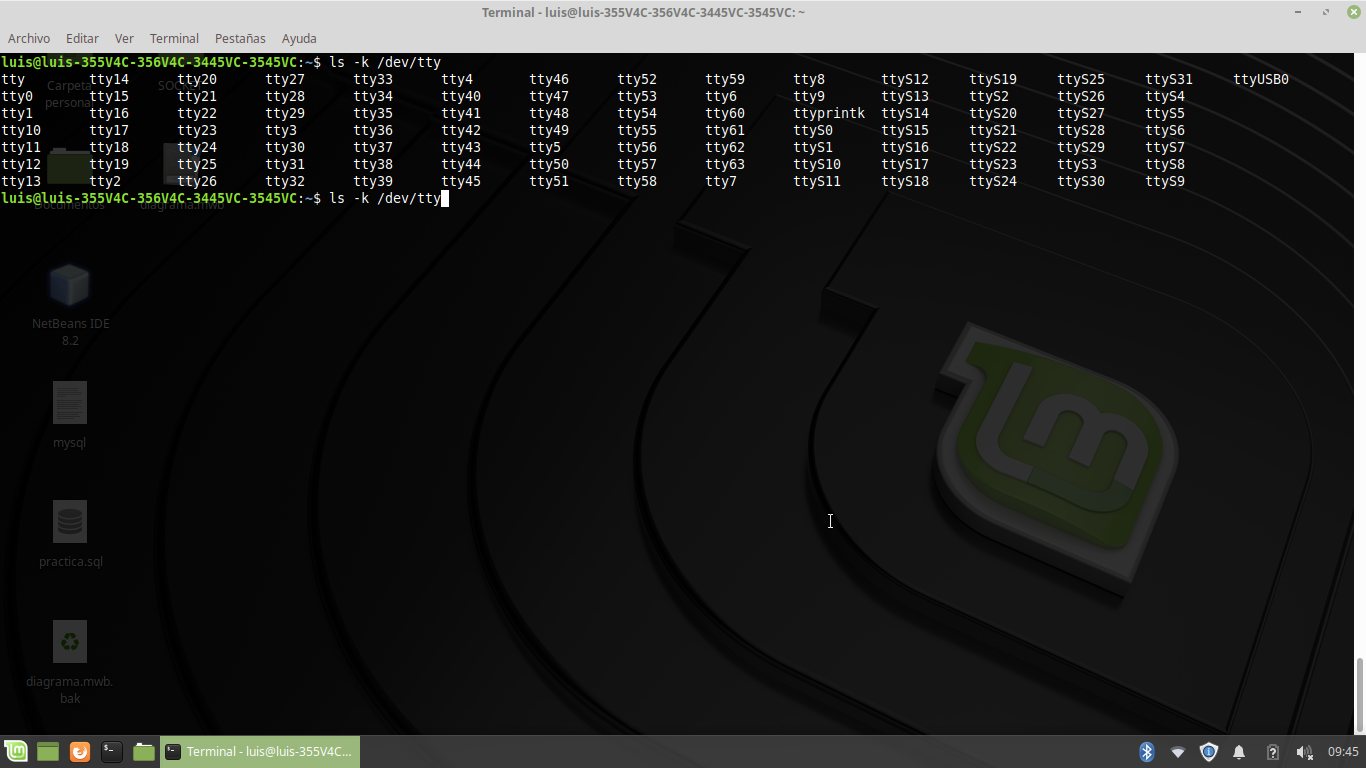 Terminal - luis@luis-355V4C-356V4C-3445VC-3545VC: ~
Archivo Editar Ver Terminal Pestañas Ayuda
luis@luis-355V4C-356V4C-3445VC-3545VC:~$ ls -k /dev/tty
tty tty14 tty20 tty27 tty33 tty4 tty46 tty52 tty59 tty8 ttyS12 ttyS19 ttyS25 ttyS31 ttyUSB0
tty0 tty15 tty21 tty28 tty34 tty40 tty47 tty53 tty6 tty9 ttyS13 ttyS2 ttyS26 ttyS4
tty1 tty16 tty22 tty29 tty35 tty41 tty48 tty54 tty60 ttyprintk ttyS14 ttyS20 ttyS27 ttyS5
tty10 tty17 tty23 tty3 tty36 tty42 tty49 tty55 tty61 ttyS0 ttyS15 ttyS21 ttyS28 ttyS6
tty11 tty18 tty24 tty30 tty37 tty43 tty5 tty56 tty62 ttyS1 ttyS16 ttyS22 ttyS29 ttyS7
tty12 tty19 tty25 tty31 tty38 tty44 tty50 tty57 tty63 ttyS10 ttyS17 ttyS23 ttyS3 ttyS8
tty13 tty2 tty26 tty32 tty39 tty45 tty51 tty58 tty7 ttyS11 ttyS18 ttyS24 ttyS30 ttyS9
luis@luis-355V4C-356V4C-3445VC-3545VC:~$ ls -k /dev/tty
Carpeta
personal
Documentos
diagrama.mwb
NetBeans IDE
8.2
mysql
practica.sql
diagrama.mwb.
bak
Terminal - luis@luis-355V4C...
09:45